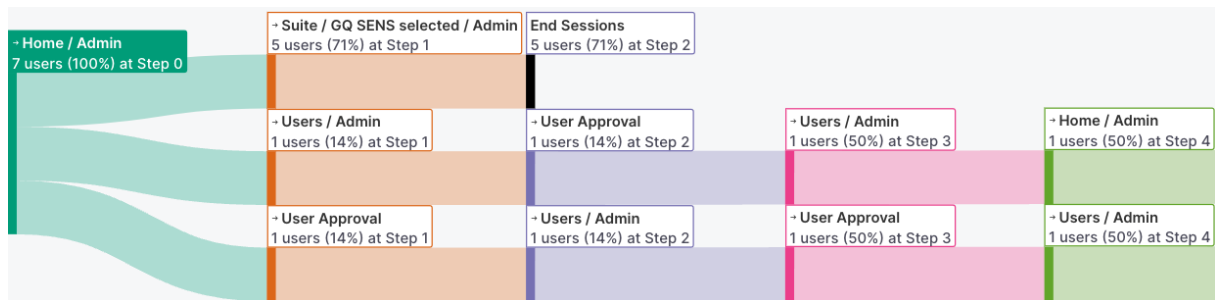 → Home / Admin
7 users (100%) at Step 0
→ Suite / GQ SENS selected / Admin
5 users (71%) at Step 1
End Sessions
5 users (71%) at Step 2
→ Users / Admin
1 users (14%) at Step 1
→ User Approval
1 users (14%) at Step 2
→ Users / Admin
1 users (50%) at Step 3
→ Home / Admin
1 users (50%) at Step 4
→ User Approval
1 users (14%) at Step 1
→ Users / Admin
1 users (14%) at Step 2
→ User Approval
1 users (50%) at Step 3
→ Users / Admin
1 users (50%) at Step 4